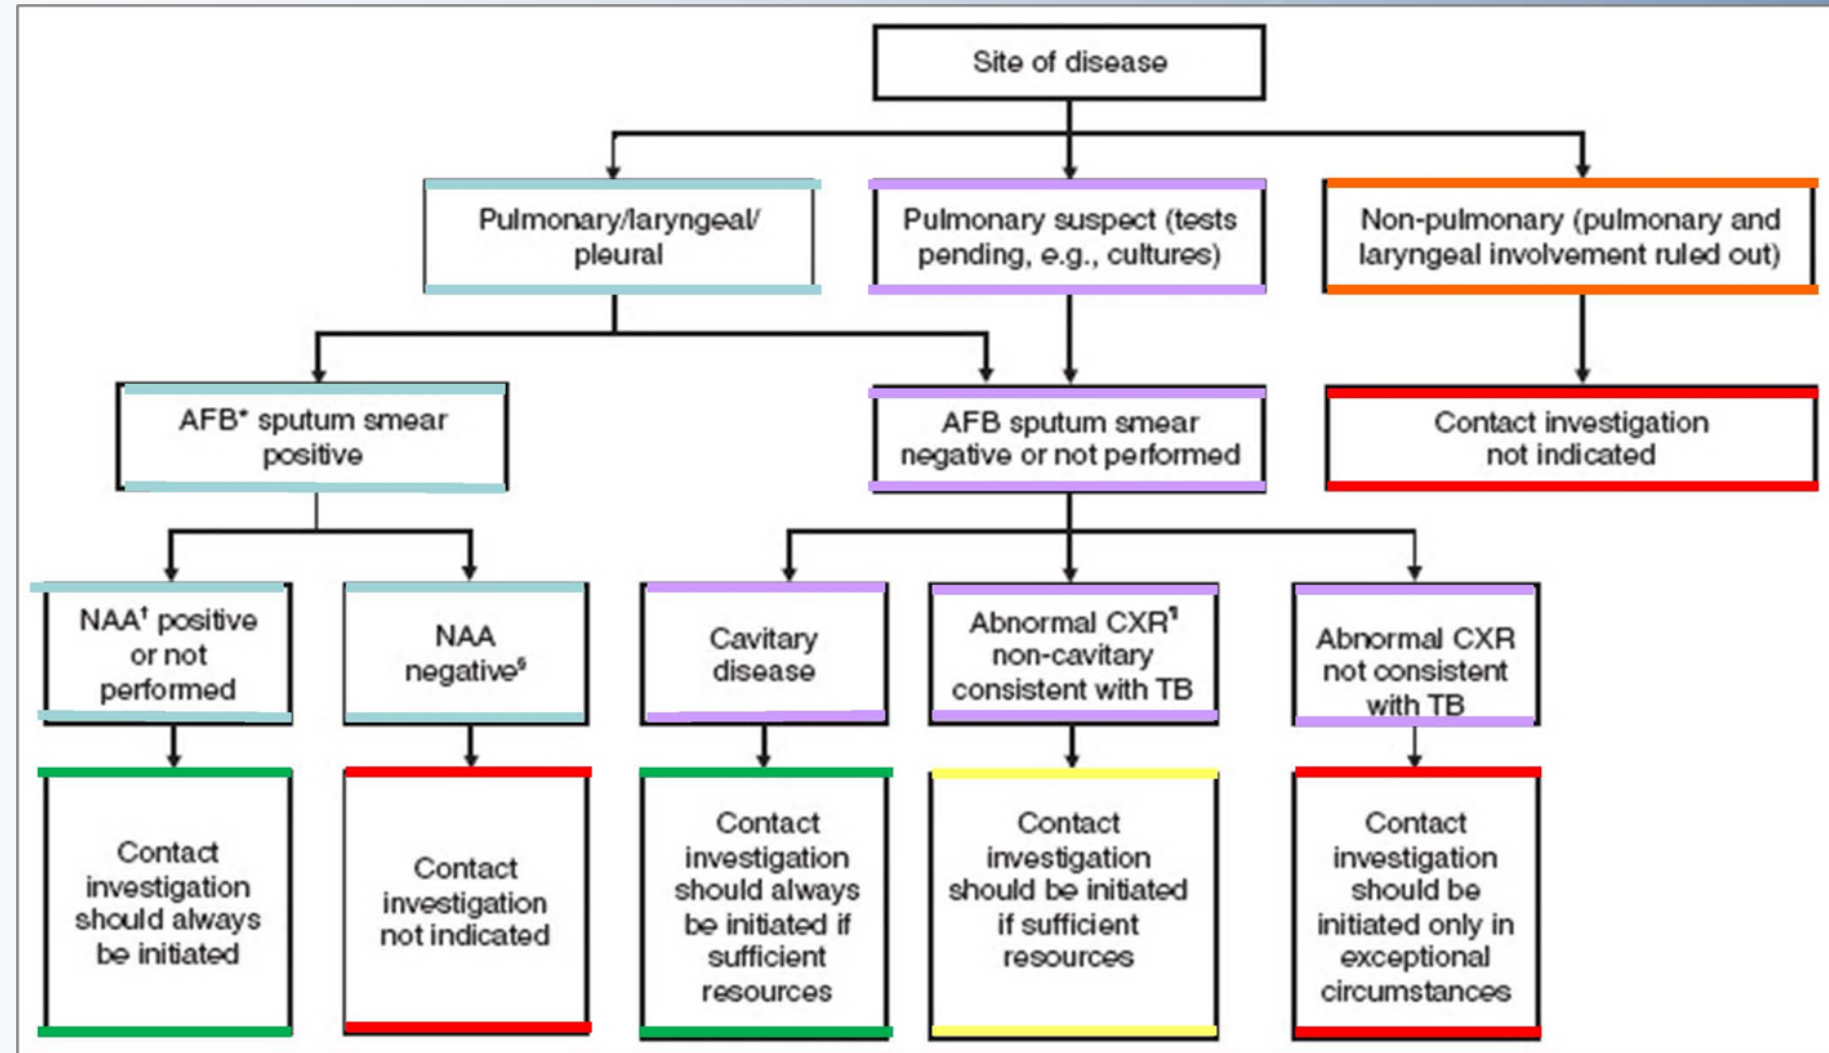 Site of disease
Pulmonary/laryngeal/
pleural
Pulmonary suspect (tests
pending, e.g., cultures)
Non-pulmonary (pulmonary and
laryngeal involvement ruled out)
AFB* sputum smear
positive
AFB sputum smear
negative or not performed
Contact investigation
not indicated
NAA† positive
or not
performed
NAA
negative§
Cavitary
disease
Abnormal CXR¶
non-cavitary
consistent with TB
Abnormal CXR
not consistent
with TB
Contact
investigation
should always
be initiated
Contact
investigation
not indicated
Contact
investigation
should always
be initiated if
sufficient
resources
Contact
investigation
should be initiated
if sufficient
resources
Contact
investigation
should be
initiated only in
exceptional
circumstances